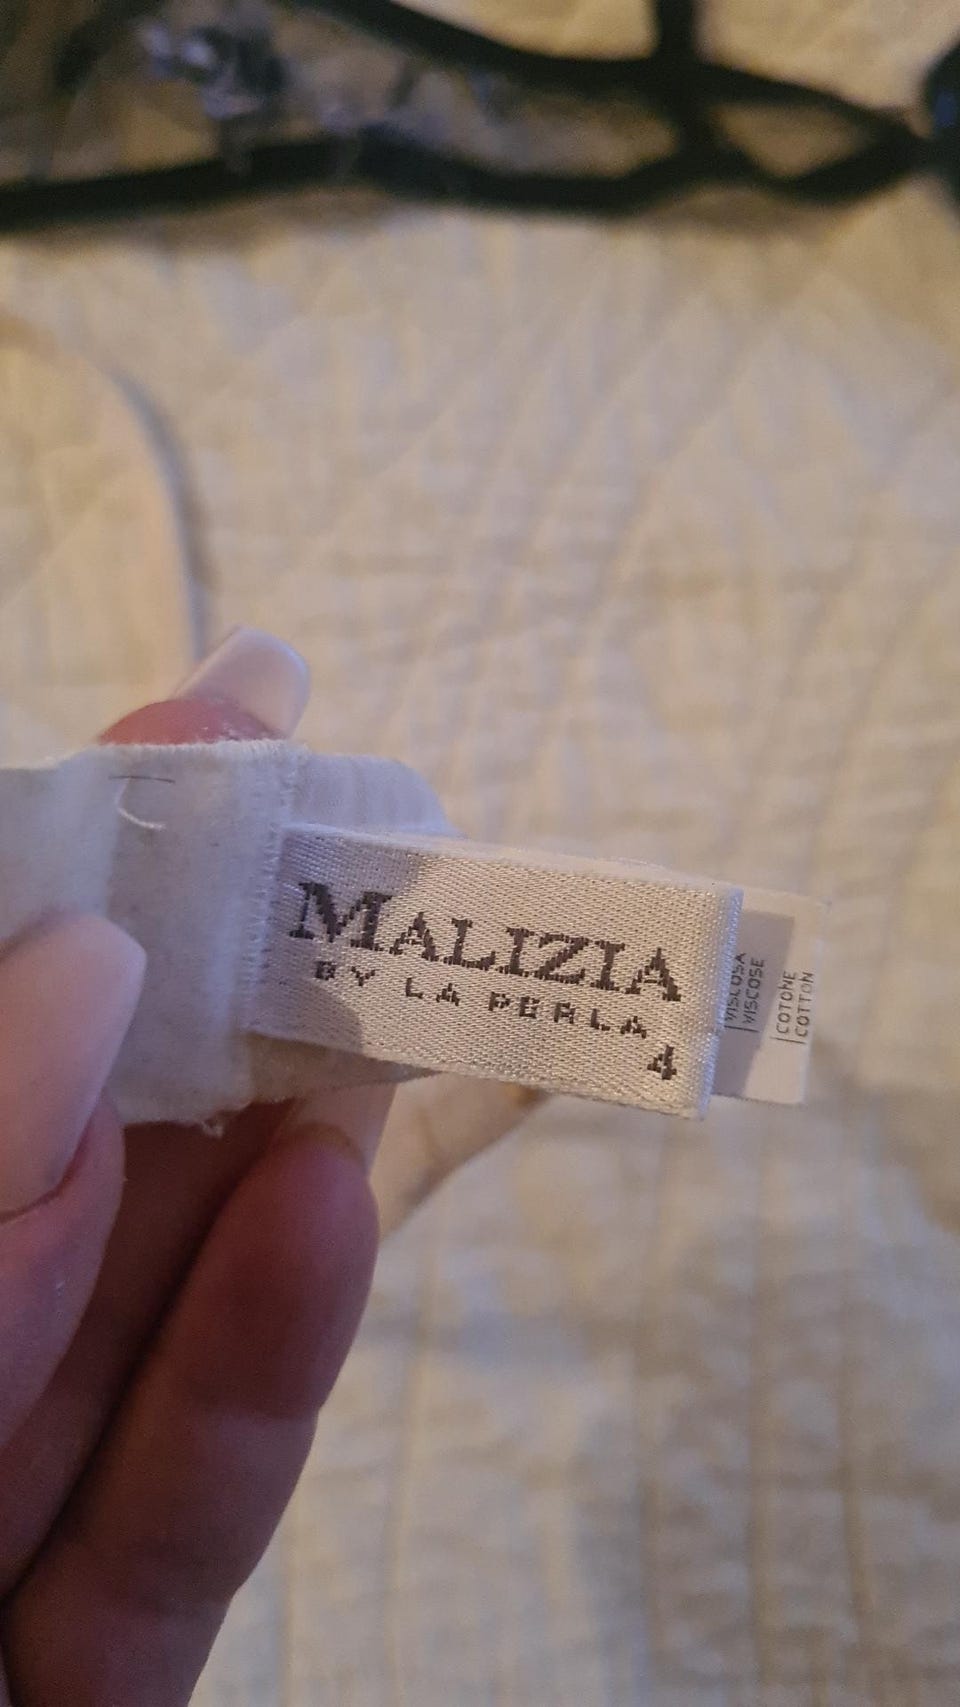 MALIZIA
BY LA PERLA
4
VISCOSA
VISCOSE
COTONE
COTTON